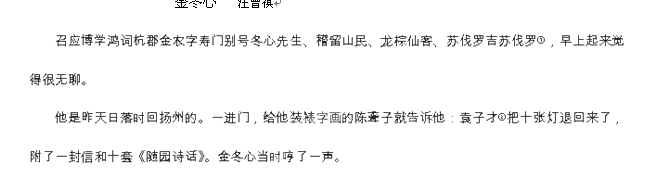 金冬心 汪曾祺
召应博学鸿词杭郡金农字寿门别号冬心先生、稽留山民、龙梭仙客、苏伐罗吉苏伐罗①，早上起来觉
得很无聊。
他是昨天日落时回扬州的。一进门，给他装裱字画的陈聋子就告诉他：袁子才①把十张灯退回来了，
附了一封信和十套《随园诗话》。金冬心当时哼了一声。